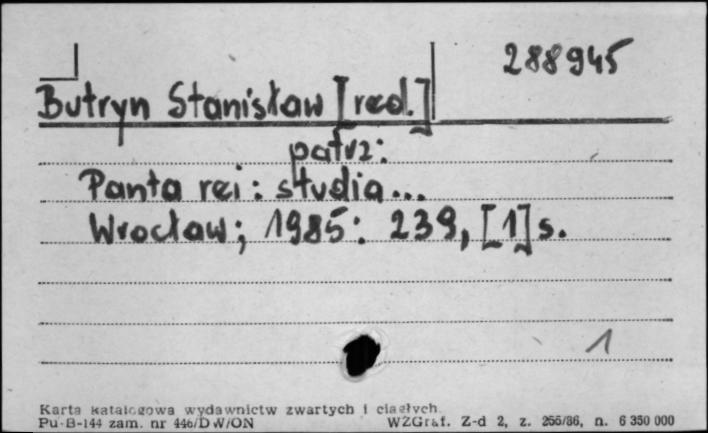 288945
Butryn Stanisław [red.]
patrz:
Panta rei: studia...
Wrocław; 1985: 239, [1] s.
1
Karta katalogowa wydawnictw zwartych i ciągłych
Pu-B-144 zam. nr 446/DW/ON WZGraf. Z-d 2, z. 256/86, n. 6 350 000